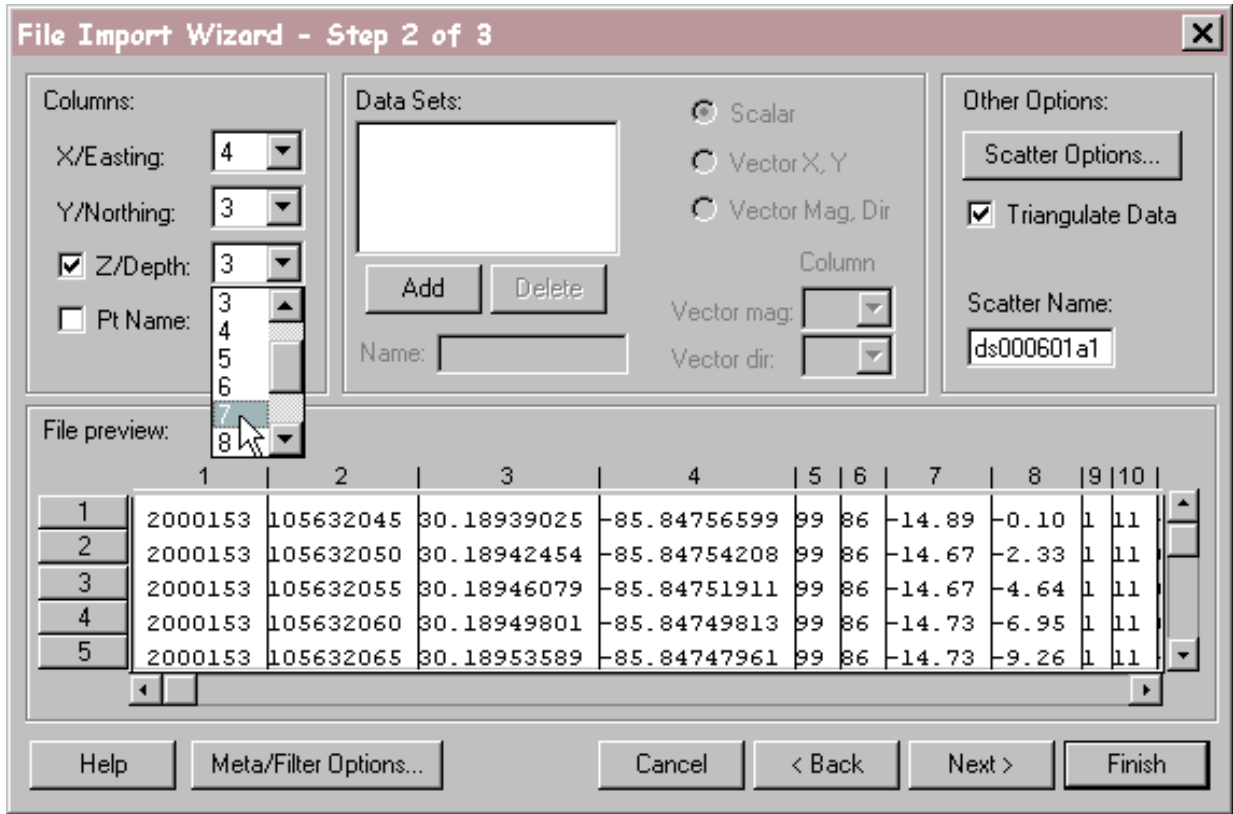 File Import Wizard - Step 2 of 3
Columns:
X/Easting: 4
Y/Northing: 3
Z/Depth: 3
Pt Name:
3
4
5
6
7
8
Data Sets:
Scalar
Vector X, Y
Vector Mag, Dir
Add Delete
Column
Name:
Vector mag:
Vector dir:
Other Options:
Scatter Options...
Triangulate Data
Scatter Name:
ds000601a1
File preview:
1 2 3 4 5 6 7 8 9 10
1 2000153 105632045 30.18939025 -85.84756599 99 86 -14.89 -0.10 1 11
2 2000153 105632050 30.18942454 -85.84754208 99 86 -14.67 -2.33 1 11
3 2000153 105632055 30.18946079 -85.84751911 99 86 -14.67 -4.64 1 11
4 2000153 105632060 30.18949801 -85.84749813 99 86 -14.73 -6.95 1 11
5 2000153 105632065 30.18953589 -85.84747961 99 86 -14.73 -9.26 1 11
Help Meta/Filter Options... Cancel < Back Next > Finish